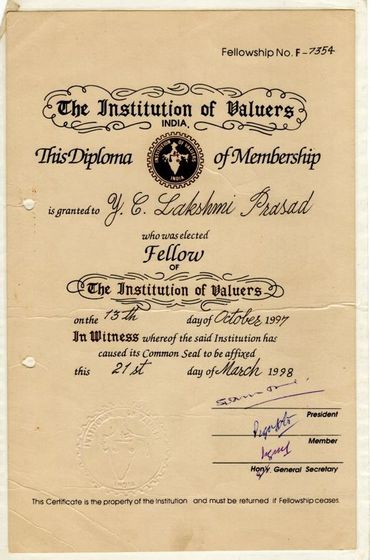 Fellowship No. F-7354
The Institution of Valuers
INDIA.
This Diploma of Membership
is granted to Y. C. Lakshmi Prasad
who was elected
Fellow
OF
The Institution of Valuers
on the 13th day of October 1997
In Witness whereof the said Institution has
caused its Common Seal to be affixed
this 21st day of March 1998
President
Member
Hon'y. General Secretary
This Certificate is the property of the Institution and must be returned if Fellowship ceases.